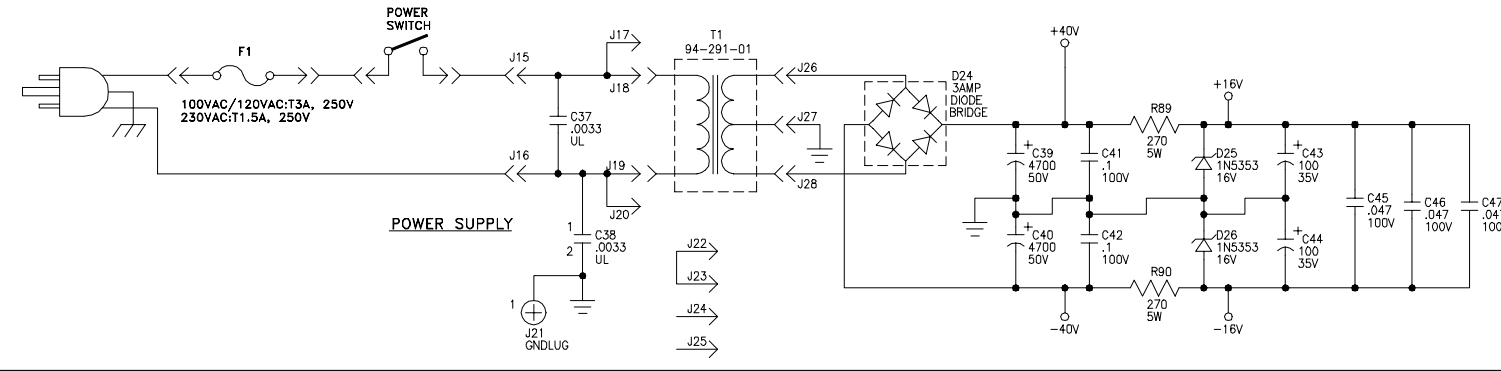 POWER
SWITCH
F1
100VAC/120VAC:T3A, 250V
230VAC:T1.5A, 250V
J15
J16
C37
.0033
UL
J17
J18
J19
J20
1
2
C38
.0033
UL
1
J21
GNDLUG
POWER SUPPLY
T1
94-291-01
J22
J23
J24
J25
J26
J27
J28
D24
3AMP
DIODE
BRIDGE
+40V
+
C39
4700
50V
+
C40
4700
50V
C41
.1
100V
C42
.1
100V
-40V
R89
270
5W
R90
270
5W
D25
1N5353
16V
D26
1N5353
16V
+16V
-16V
+
C43
100
35V
+
C44
100
35V
C45
.047
100V
C46
.047
100V
C47